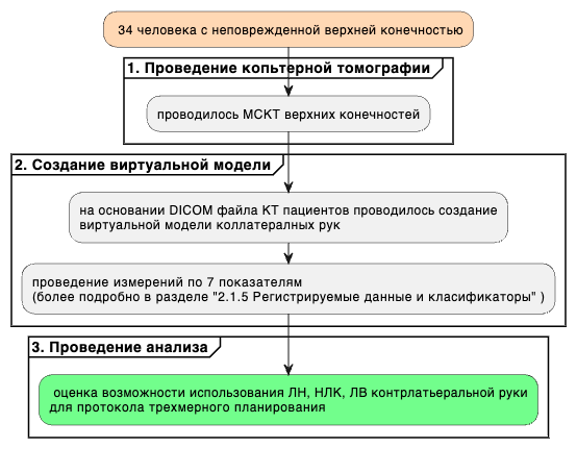 34 человека с неповрежденной верхней конечностью
1. Проведение копьтерной томографии
проводилось МСКТ верхних конечностей
2. Создание виртуальной модели
на основании DICOM файла КТ пациентов проводилось создание
виртуальной модели коллатералных рук
проведение измерений по 7 показателям
(более подробно в разделе "2.1.5 Регистрируемые данные и класификаторы" )
3. Проведение анализа
оценка возможности использования ЛН, НЛК, ЛВ контрлатьеральной руки
для протокола трехмерного планирования